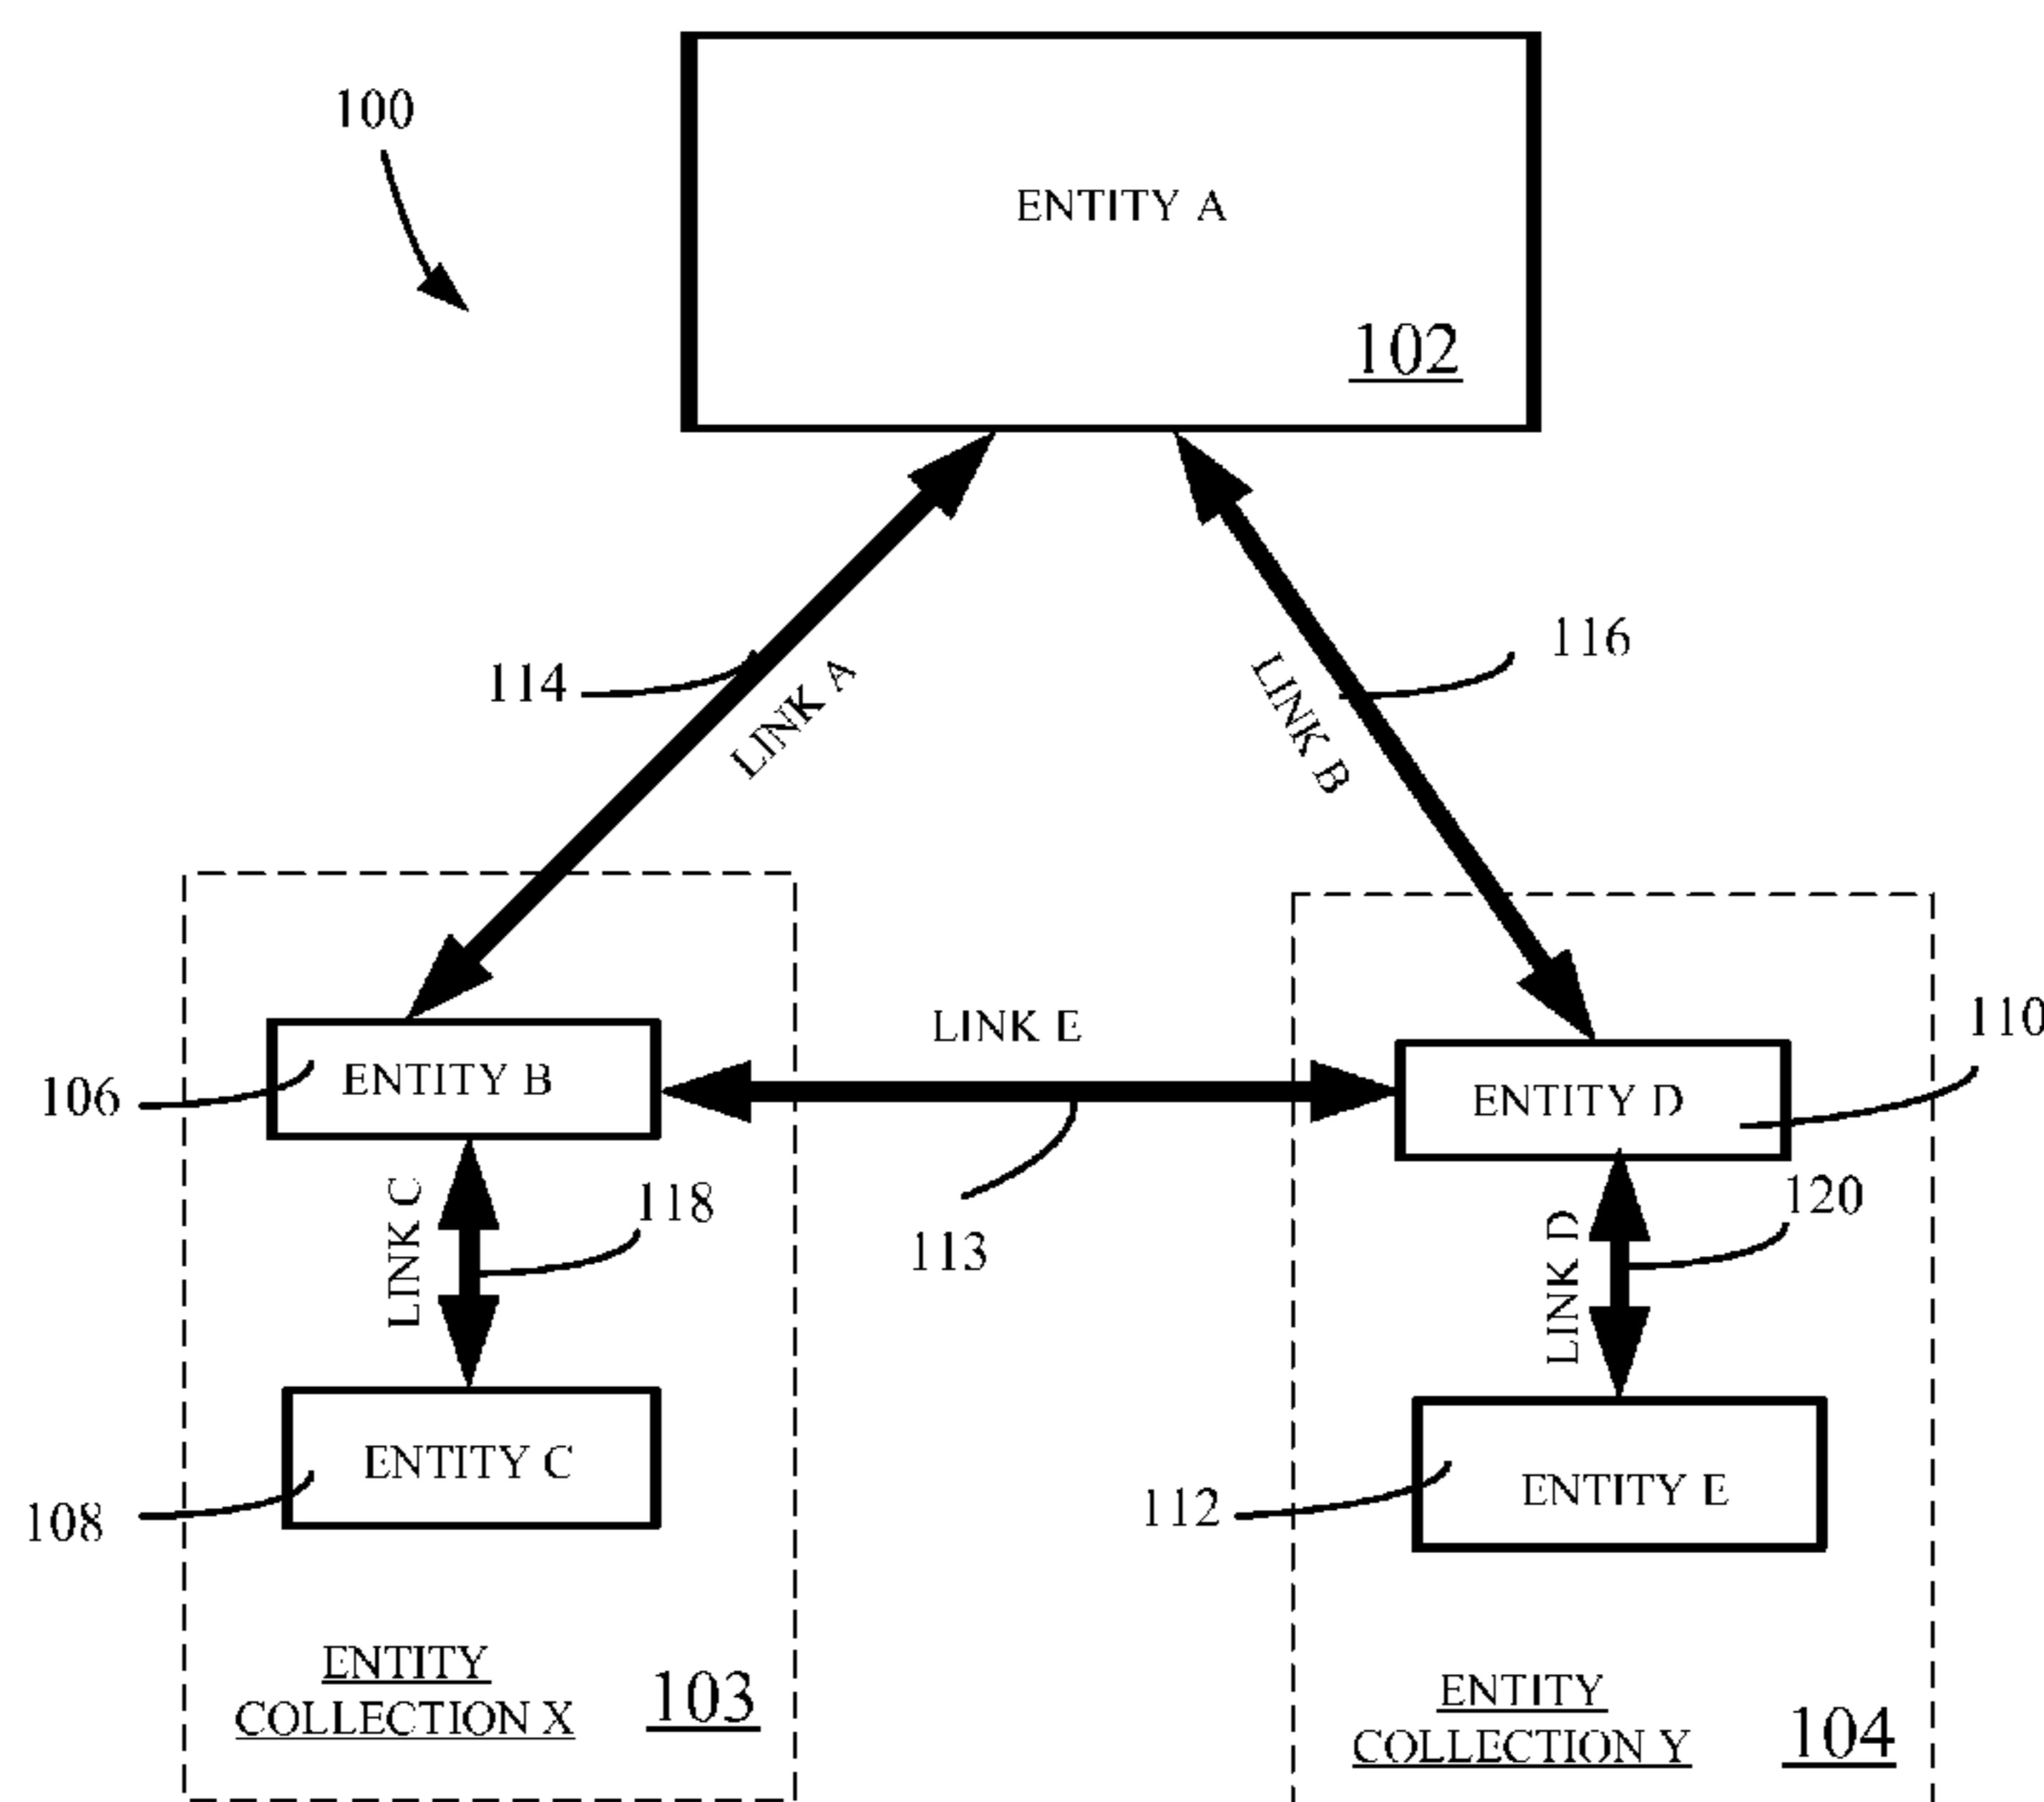 100
ENTITY A
102
114
LINK A
116
LINK B
106
ENTITY B
LINK E
110
ENTITY D
LINK C
118
113
LINK D
120
108
ENTITY C
112
ENTITY E
ENTITY
COLLECTION X
103
ENTITY
COLLECTION Y
104